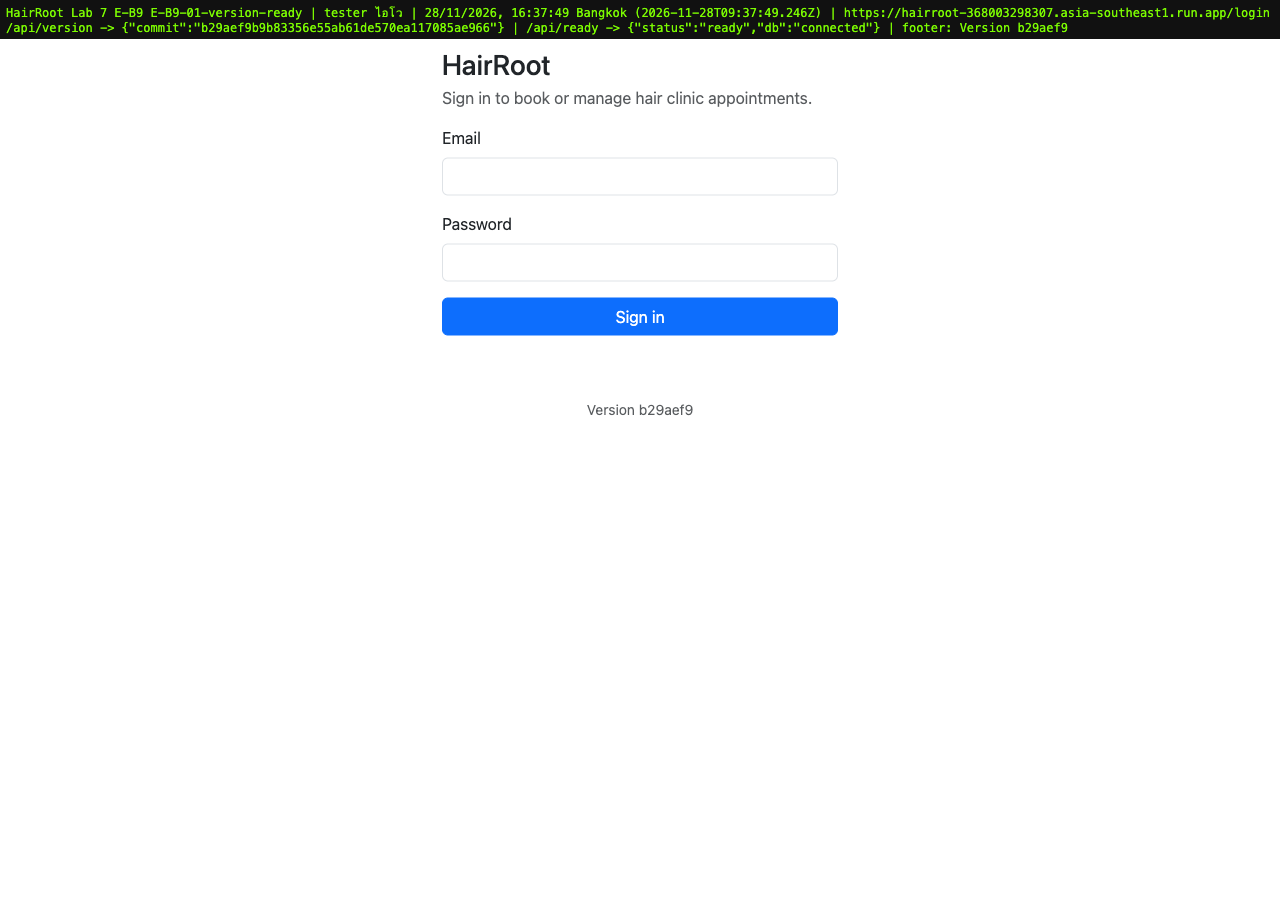 HairRoot Lab 7 E-B9 E-B9-01-version-ready | tester ไอโว | 28/11/2026, 16:37:49 Bangkok (2026-11-28T09:37:49.246Z) | https://hairroot-368003298307.asia-southeast1.run.app/login
/api/version -> {"commit":"b29aef9b9b83356e55ab61de570ea117085ae966"} | /api/ready -> {"status":"ready","db":"connected"} | footer: Version b29aef9
HairRoot
Sign in to book or manage hair clinic appointments.
Email
Password
Sign in
Version b29aef9